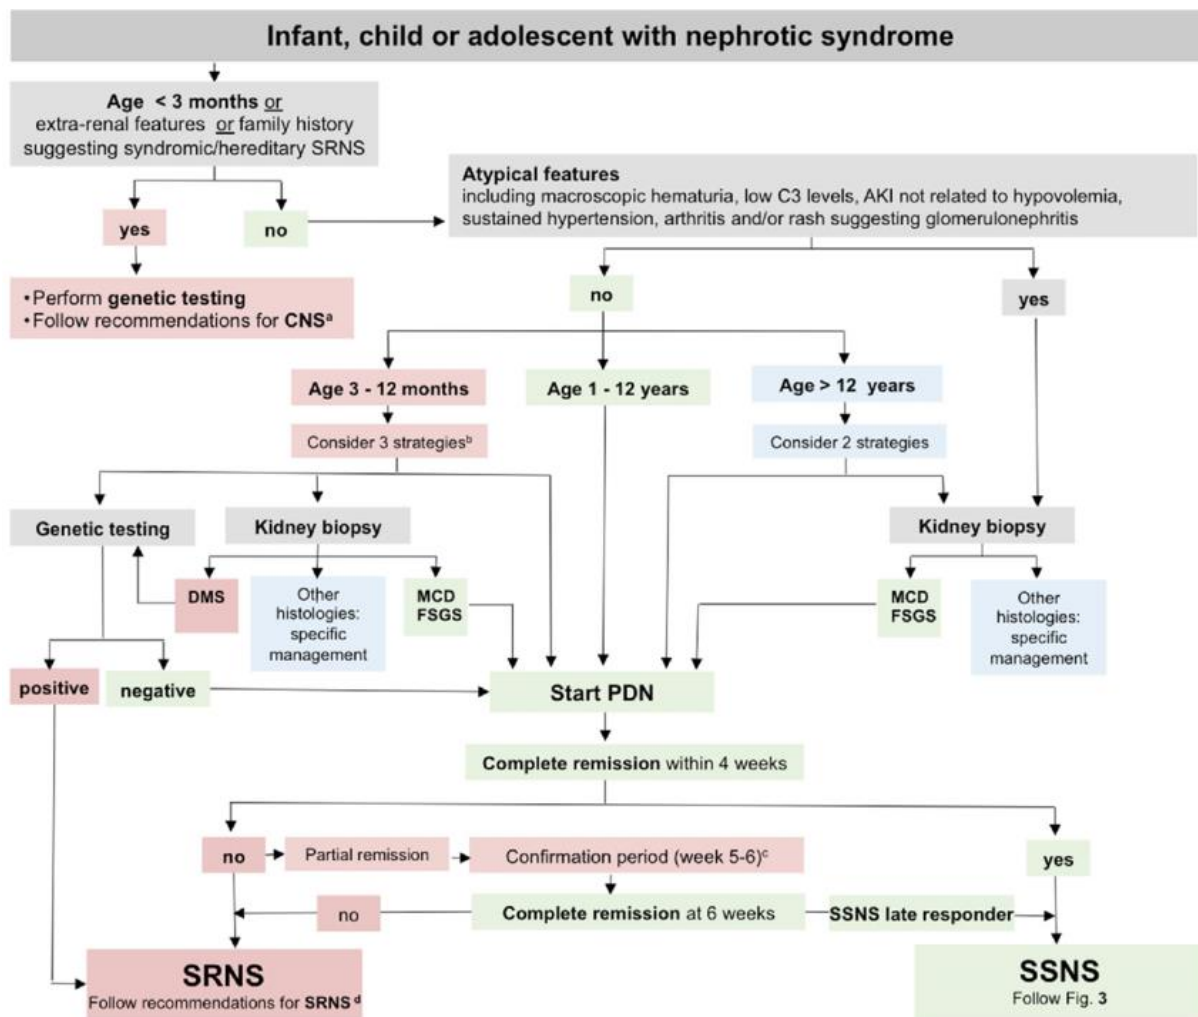 Infant, child or adolescent with nephrotic syndrome
Age < 3 months or
extra-renal features or family history
suggesting syndromic/hereditary SRNS
Atypical features
including macroscopic hematuria, low C3 levels, AKI not related to hypovolemia,
sustained hypertension, arthritis and/or rash suggesting glomerulonephritis
yes
no
•Perform genetic testing
•Follow recommendations for CNSᵃ
no
yes
Age 3 - 12 months
Age 1 - 12 years
Age > 12 years
Consider 3 strategiesᵇ
Consider 2 strategies
Genetic testing
Kidney biopsy
Kidney biopsy
DMS
Other
histologies:
specific
management
MCD
FSGS
MCD
FSGS
Other
histologies:
specific
management
positive
negative
Start PDN
Complete remission within 4 weeks
no
Partial remission
Confirmation period (week 5-6)ᶜ
yes
no
Complete remission at 6 weeks
SSNS late responder
SRNS
Follow recommendations for SRNS ᵈ
SSNS
Follow Fig. 3